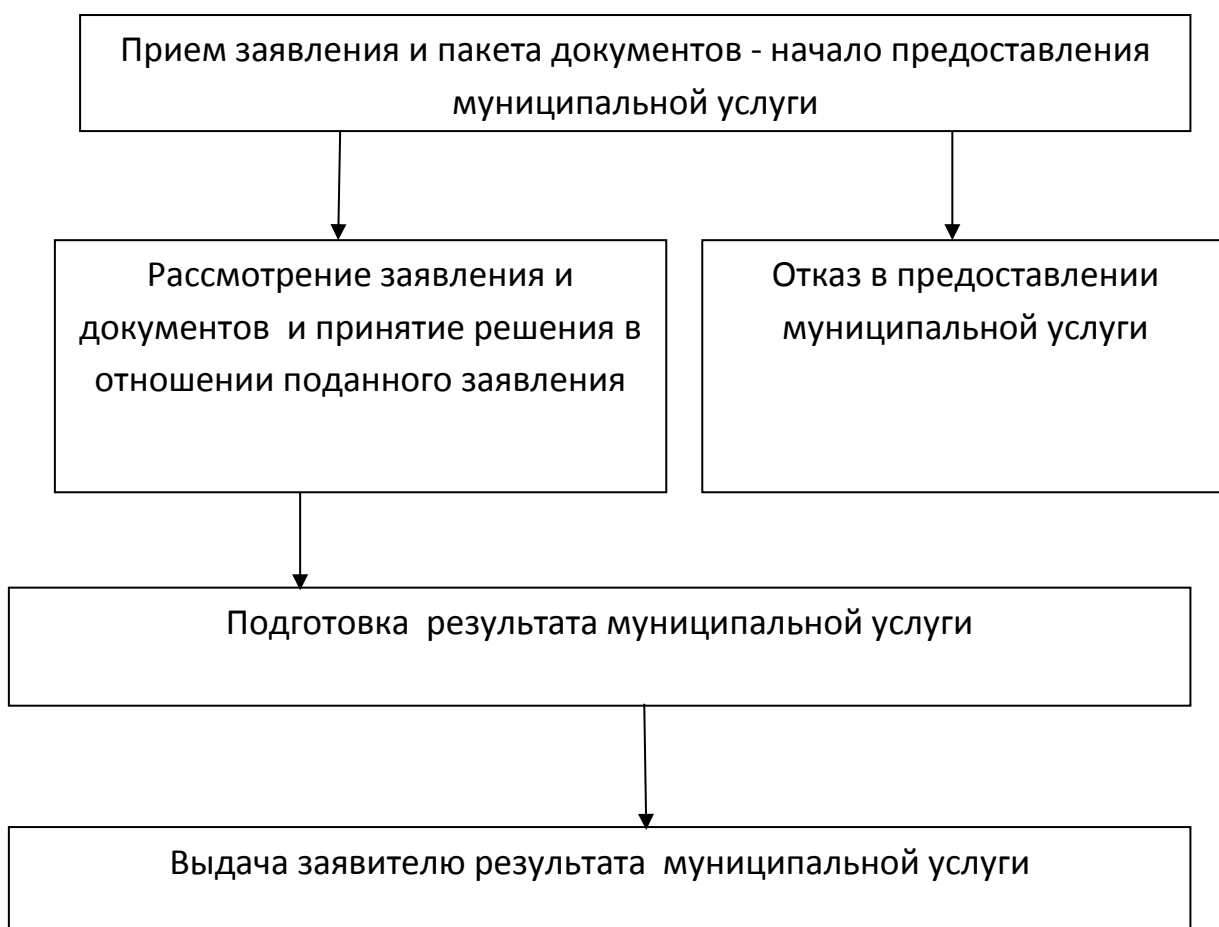 Прием заявления и пакета документов - начало предоставления
муниципальной услуги
Рассмотрение заявления и
документов  и принятие решения в
отношении поданного заявления
Отказ в предоставлении
муниципальной услуги
Подготовка  результата муниципальной услуги
Выдача заявителю результата  муниципальной услуги